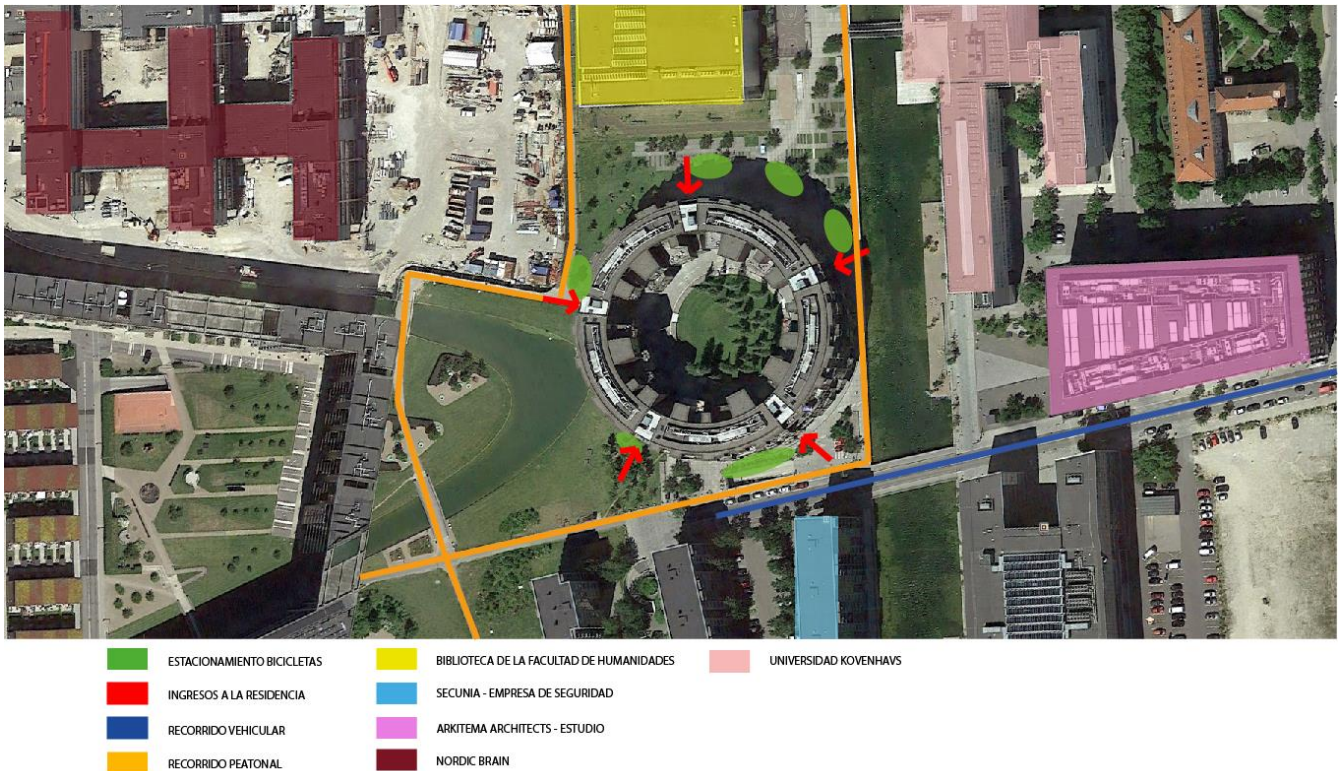 ESTACIONAMIENTO BICICLETAS
INGRESOS A LA RESIDENCIA
RECORRIDO VEHICULAR
RECORRIDO PEATONAL
BIBLIOTECA DE LA FACULTAD DE HUMANIDADES
SECUNIA - EMPRESA DE SEGURIDAD
ARKITEMA ARCHITECTS - ESTUDIO
NORDIC BRAIN
UNIVERSIDAD KOVENHAVS